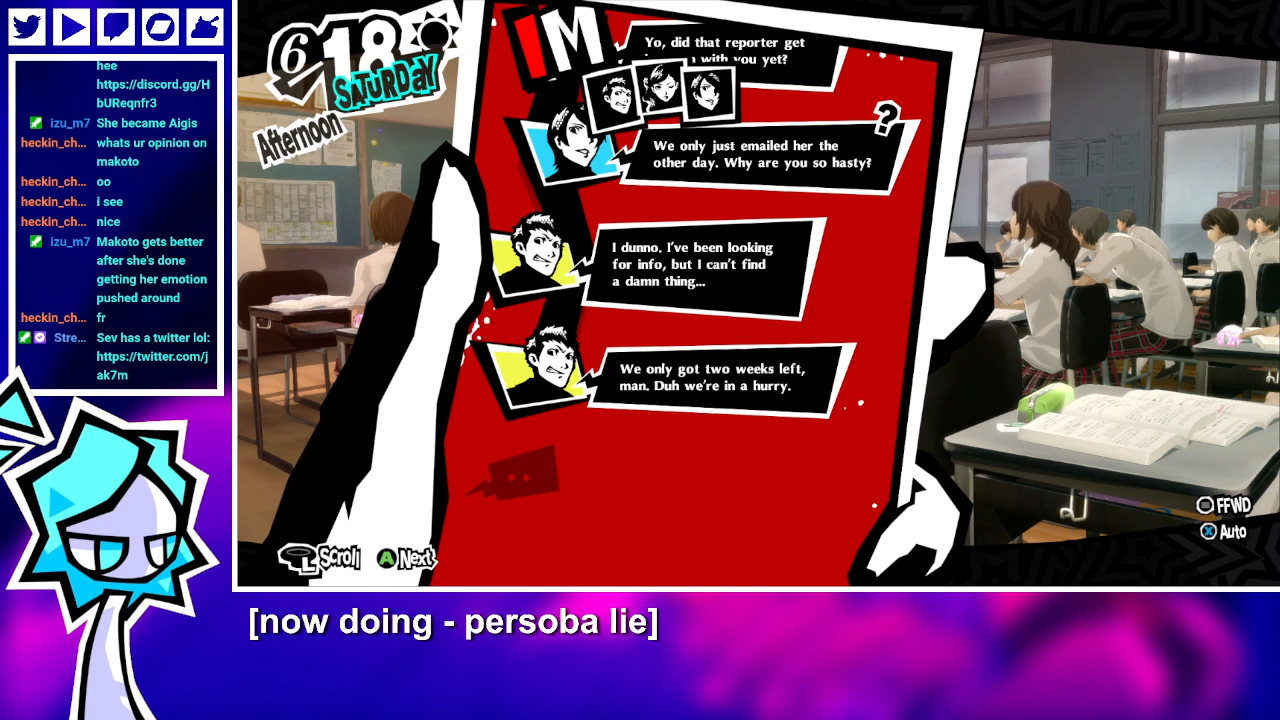 hee
https://discord.gg/H
bUReqnfr3
izu_m7 She became Aigis
heckin_ch... whats ur opinion on
makoto
heckin_ch... oo
heckin_ch... i see
heckin_ch... nice
izu_m7 Makoto gets better
after she's done
getting her emotion
pushed around
heckin_ch... fr
Stre... Sev has a twitter lol:
https://twitter.com/j
ak7m
6 18
SATURDAY
Afternoon
IM
Yo, did that reporter get
with you yet?
?
We only just emailed her the
other day. Why are you so hasty?
I dunno. I've been looking
for info, but I can't find
a damn thing...
We only got two weeks left,
man. Duh we're in a hurry.
L Scroll A Next
FFWD
X Auto
[now doing - persoba lie]